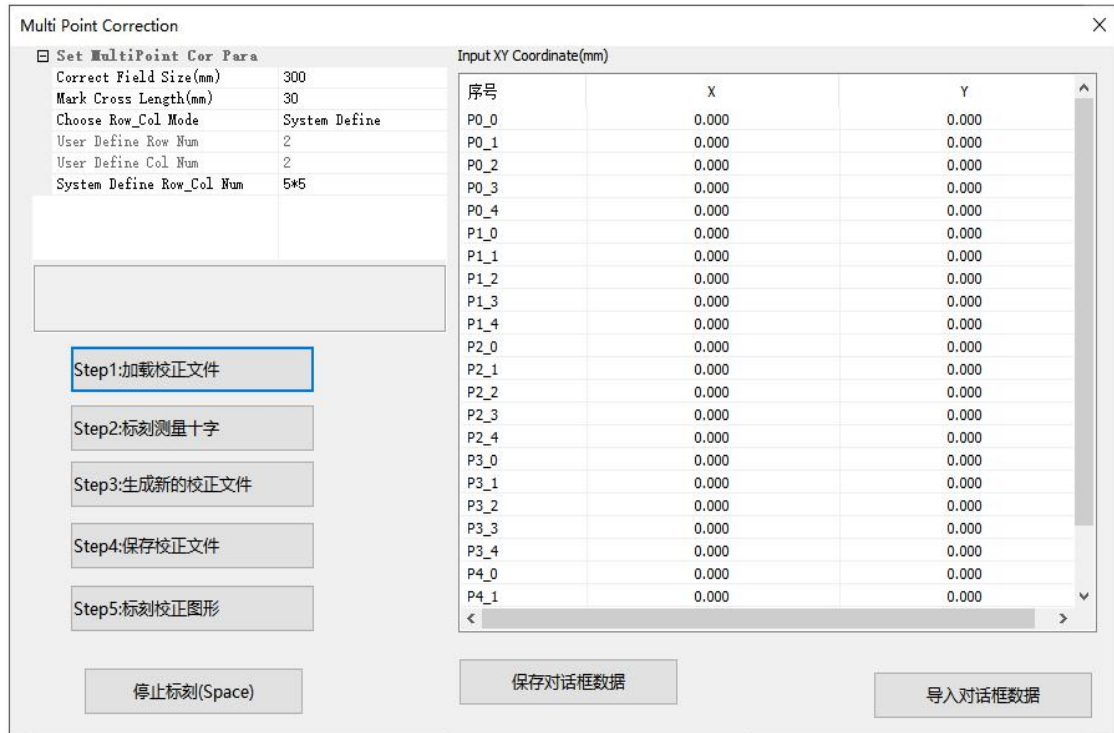 Multi Point Correction
Set MultiPoint Cor Para
Correct Field Size(mm) 300
Mark Cross Length(mm) 30
Choose Row_Col Mode System Define
User Define Row Num 2
User Define Col Num 2
System Define Row_Col Num 5*5
Step1:加载校正文件
Step2:标刻测量十字
Step3:生成新的校正文件
Step4:保存校正文件
Step5:标刻校正图形
停止标刻(Space)
Input XY Coordinate(mm)
序号 X Y
P0_0 0.000 0.000
P0_1 0.000 0.000
P0_2 0.000 0.000
P0_3 0.000 0.000
P0_4 0.000 0.000
P1_0 0.000 0.000
P1_1 0.000 0.000
P1_2 0.000 0.000
P1_3 0.000 0.000
P1_4 0.000 0.000
P2_0 0.000 0.000
P2_1 0.000 0.000
P2_2 0.000 0.000
P2_3 0.000 0.000
P2_4 0.000 0.000
P3_0 0.000 0.000
P3_1 0.000 0.000
P3_2 0.000 0.000
P3_3 0.000 0.000
P3_4 0.000 0.000
P4_0 0.000 0.000
P4_1 0.000 0.000
保存对话框数据
导入对话框数据